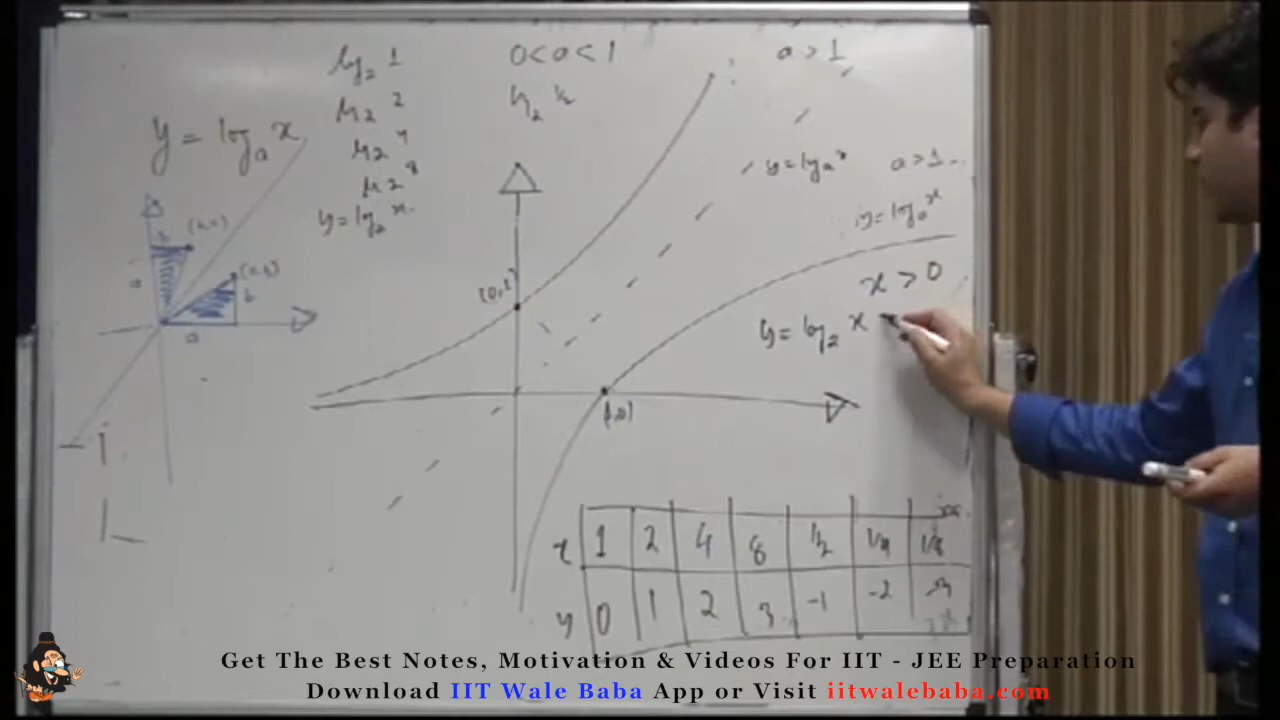 log₂ 1
0 < a < 1
a > 1
log₂ 2
log₂ ½
y = logₐ x
log₂ 4
log₂ 8
y = log₂ x
y = logₐ x
a > 1
y = logₐ x
x > 0
y = log₂ x
(0,1)
(1,0)
a
b
a
x 1 2 4 8 1/2 1/4 1/8
y 0 1 2 3 -1 -2 -3
Get The Best Notes, Motivation & Videos For IIT - JEE Preparation
Download IIT Wale Baba App or Visit iitwalebaba.com